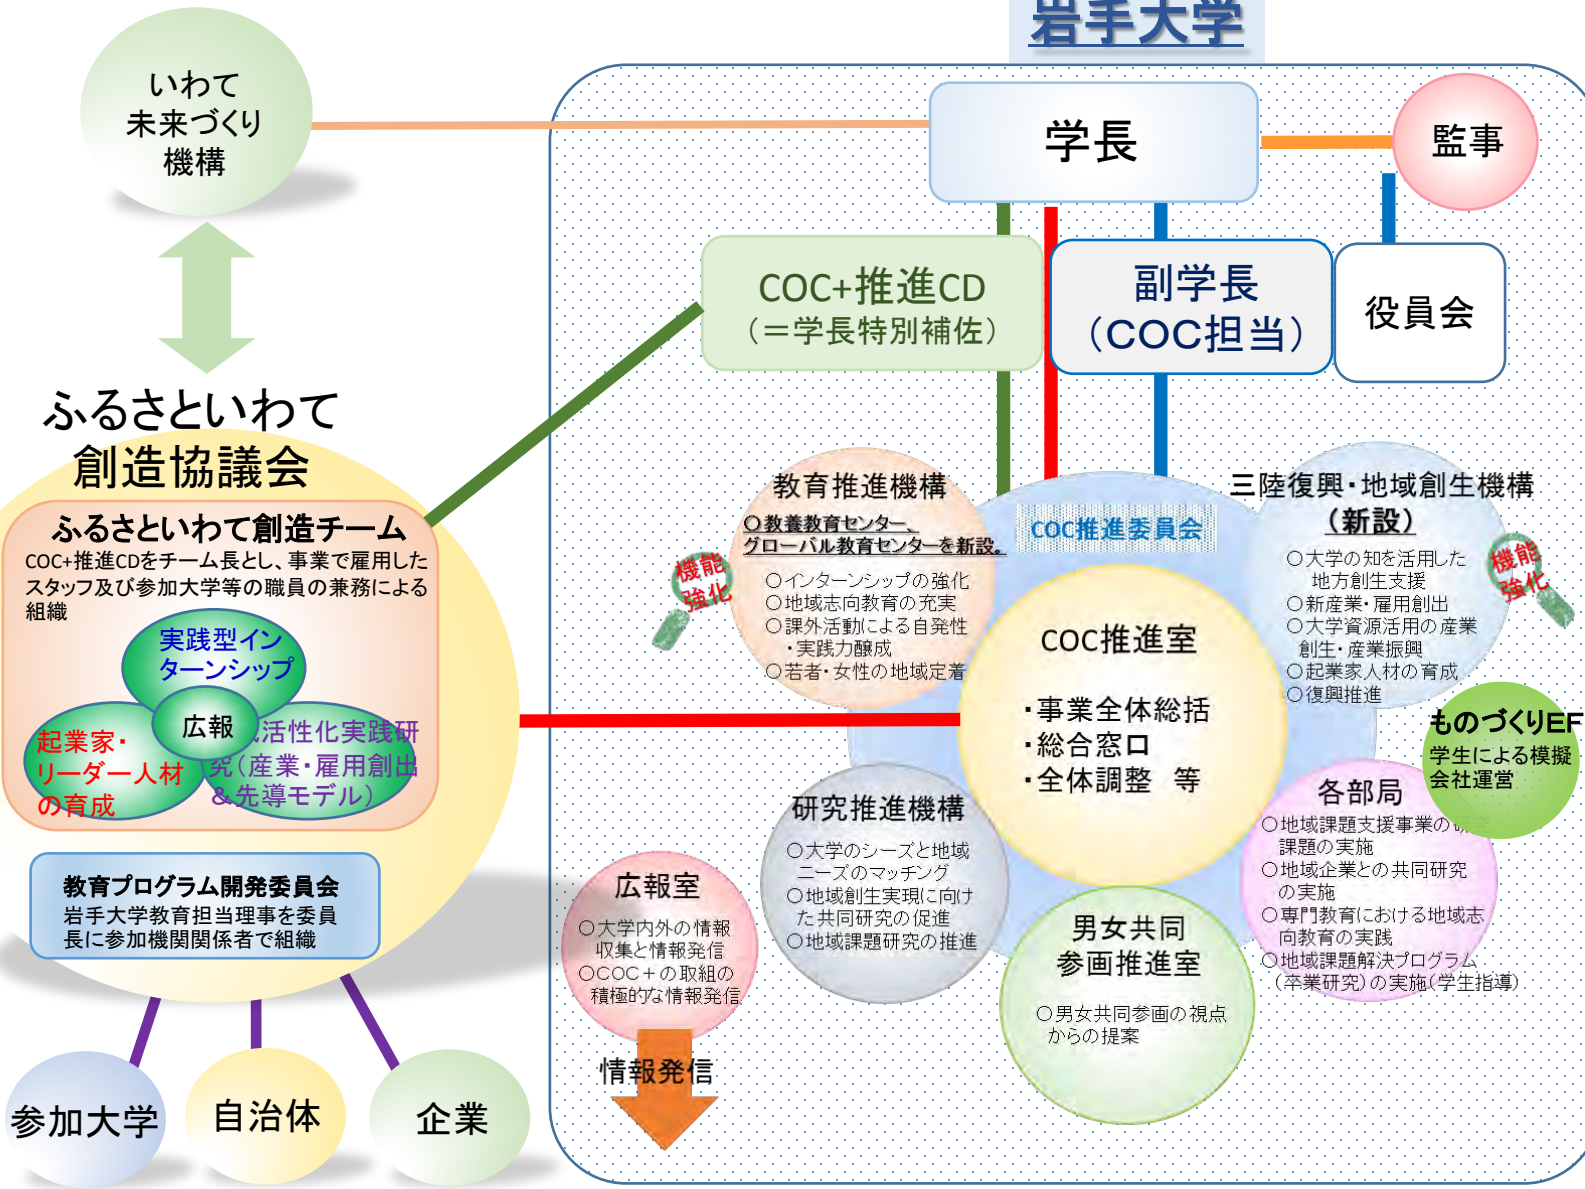 岩手大学
いわて
未来づくり
機構
学長
監事
COC+推進CD
（＝学長特別補佐）
副学長
（COC担当）
役員会
ふるさといわて
創造協議会
ふるさといわて創造チーム
COC+推進CDをチーム長とし、事業で雇用した
スタッフ及び参加大学等の職員の兼務による
組織
実践型イン
ターンシップ
広報
起業家・
リーダー人材
の育成
活性化実践研
究（産業・雇用創出
＆先導モデル）
教育プログラム開発委員会
岩手大学教育担当理事を委員
長に参加機関関係者で組織
参加大学
自治体
企業
教育推進機構
○教養教育センター、
グローバル教育センターを新設。
○インターンシップの強化
○地域志向教育の充実
○課外活動による自発性
・実践力醸成
○若者・女性の地域定着
機能
強化
COC推進委員会
COC推進室
・事業全体総括
・総合窓口
・全体調整　等
三陸復興・地域創生機構
（新設）
○大学の知を活用した
地方創生支援
○新産業・雇用創出
○大学資源活用の産業
創生・産業振興
○起業家人材の育成
○復興推進
機能
強化
ものづくりEF
学生による模擬
会社運営
研究推進機構
○大学のシーズと地域
ニーズのマッチング
○地域創生実現に向け
た共同研究の促進
○地域課題研究の推進
各部局
○地域課題支援事業の研究
課題の実施
○地域企業との共同研究
の実施
○専門教育における地域志
向教育の実践
○地域課題解決プログラム
（卒業研究）の実施（学生指導）
広報室
○大学内外の情報
収集と情報発信
○COC＋の取組の
積極的な情報発信
情報発信
男女共同
参画推進室
○男女共同参画の視点
からの提案